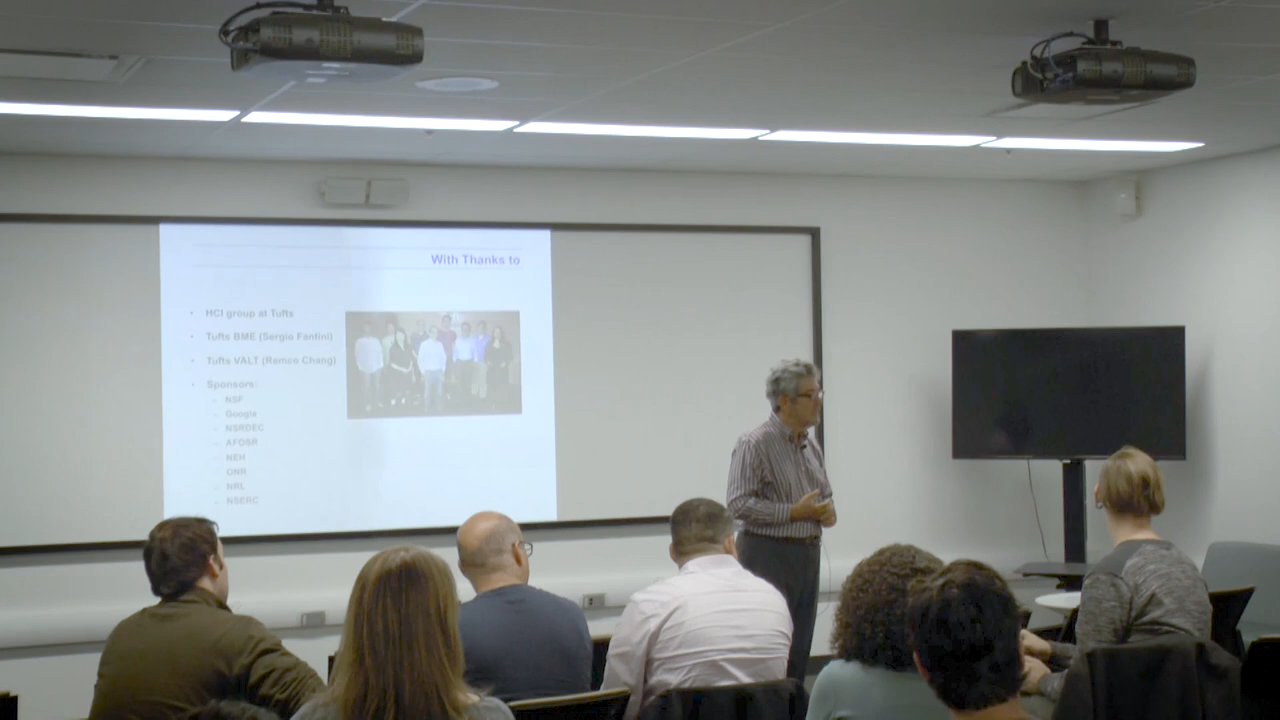 With Thanks to
• HCI group at Tufts
• Tufts BME (Sergio Fantini)
• Tufts VALT (Remco Chang)
• Sponsors:
– NSF
– Google
– NSRDEC
– AFOSR
– NEH
– ONR
– NRL
– NSERC